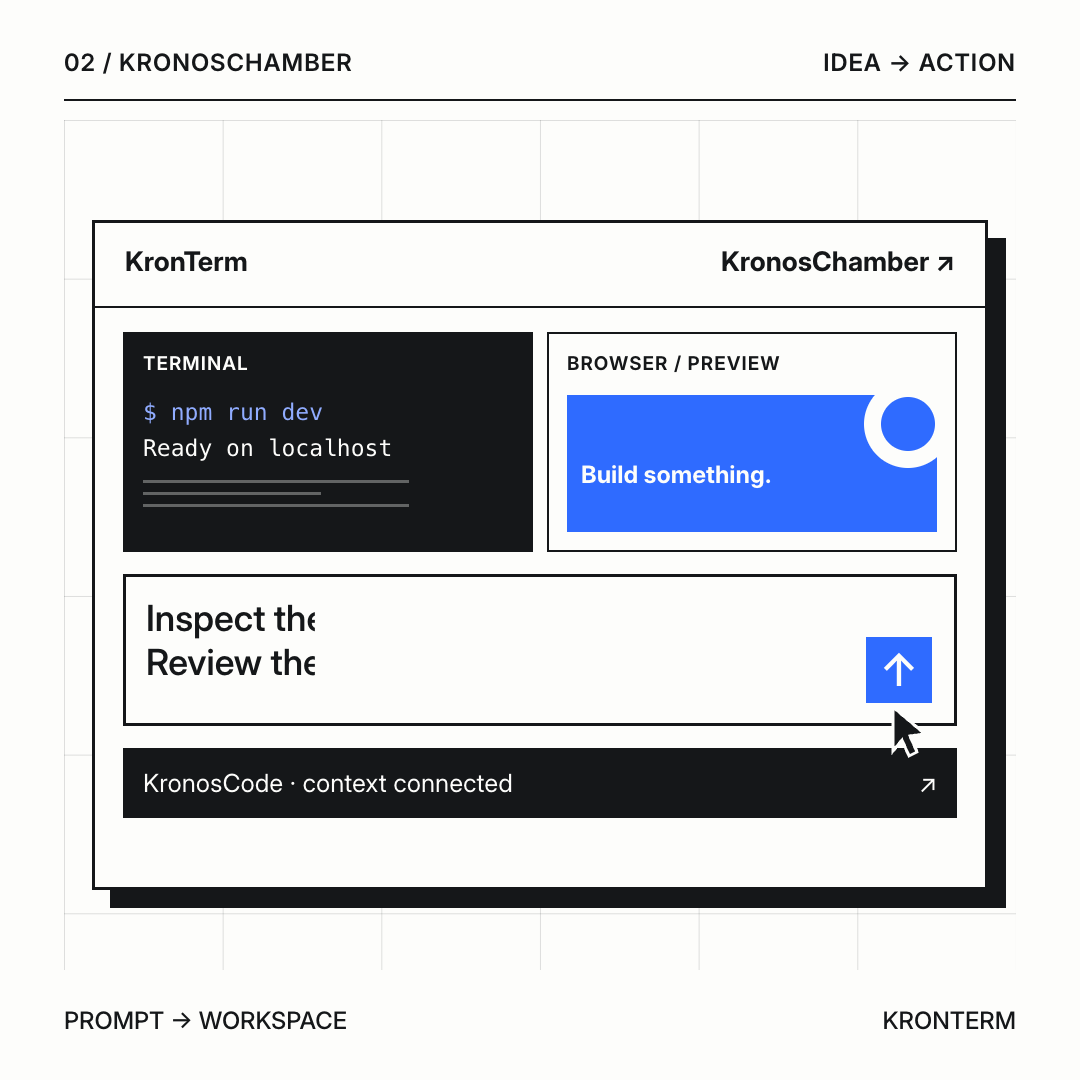 02 / KRONOSCHAMBER
IDEA → ACTION
KronTerm
KronosChamber ↗
TERMINAL
$ npm run dev
Ready on localhost
BROWSER / PREVIEW
Build something.
Inspect the
Review the
KronosCode · context connected ↗
PROMPT → WORKSPACE
KRONTERM